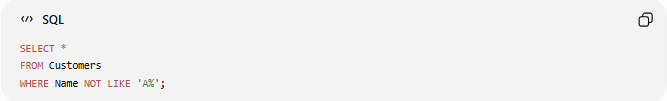 </> SQL
SELECT *
FROM Customers
WHERE Name NOT LIKE 'A%';